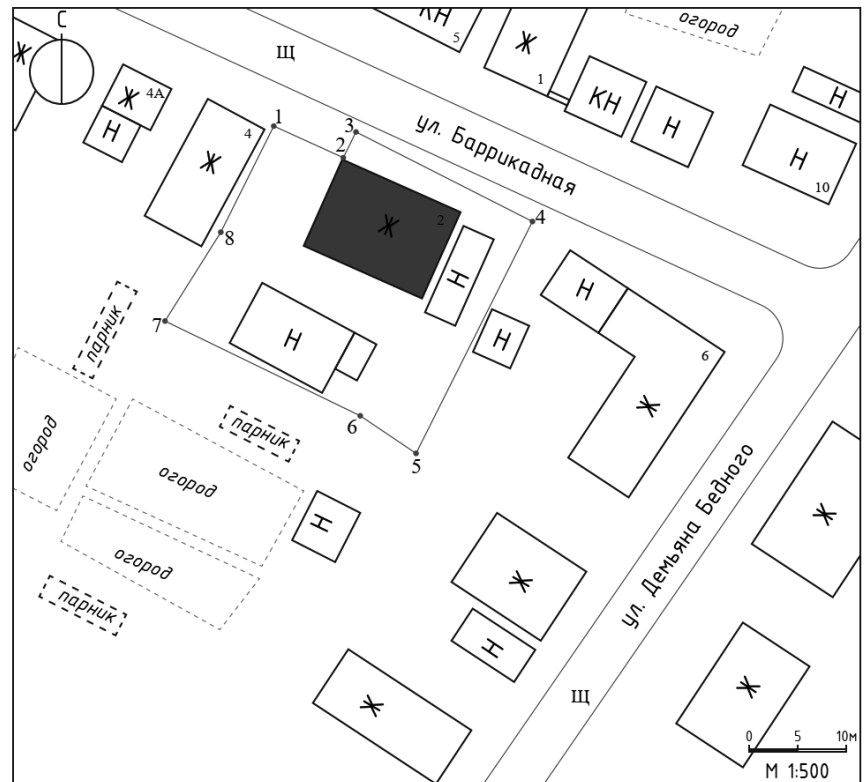 С
Щ
КН
5
Ж
1
огород
Ж
Ж
4А
Н
КН
Н
Н
Н
10
ул. Баррикадная
Ж
4
1
2
3
4
Ж
2
Н
8
7
Н
Н
Н
Ж
6
парник
огород
парник
6
5
огород
Н
огород
парник
Ж
Н
Ж
ул. Демьяна Бедного
Щ
Ж
Ж
0 5 10м
М 1:500